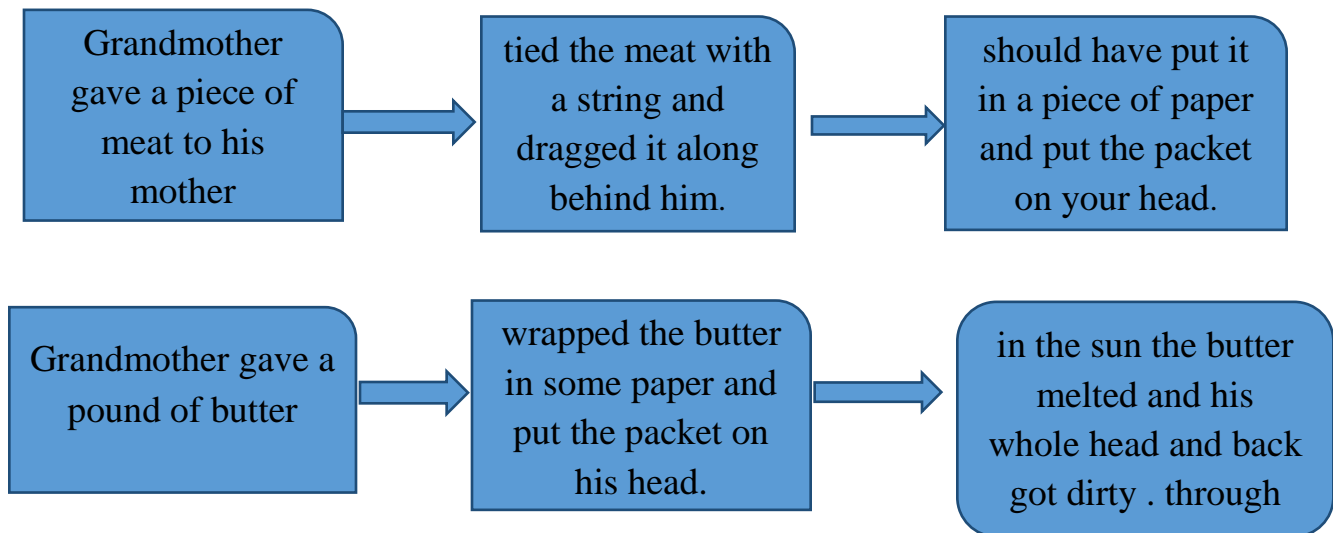 Grandmother
gave a piece of
meat to his
mother
tied the meat with
a string and
dragged it along
behind him.
should have put it
in a piece of paper
and put the packet
on your head.
Grandmother gave a
pound of butter
wrapped the butter
in some paper and
put the packet on
his head.
in the sun the butter
melted and his
whole head and back
got dirty . through